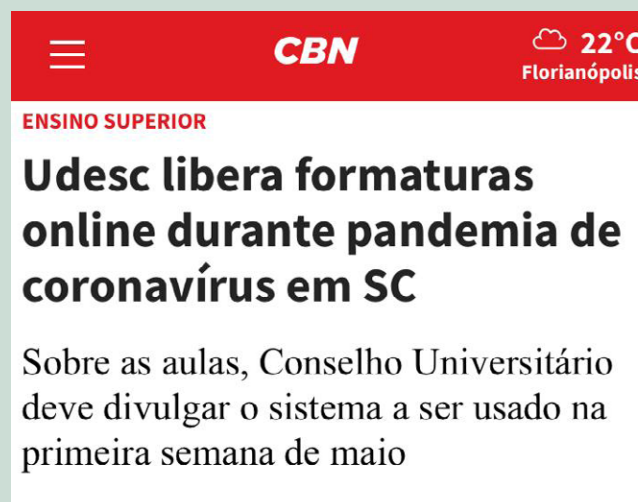 CBN
22°C
Florianópolis
ENSINO SUPERIOR
Udesc libera formaturas
online durante pandemia de
coronavírus em SC
Sobre as aulas, Conselho Universitário
deve divulgar o sistema a ser usado na
primeira semana de maio